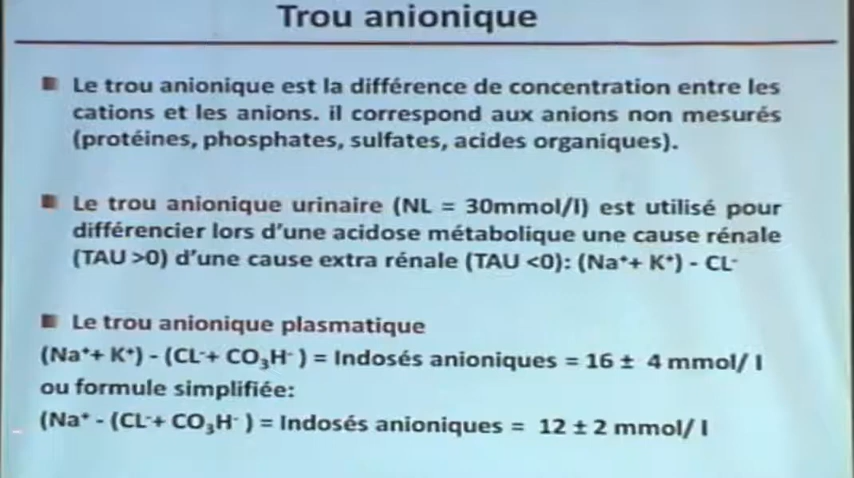 Trou anionique
Le trou anionique est la différence de concentration entre les
cations et les anions. il correspond aux anions non mesurés
(protéines, phosphates, sulfates, acides organiques).
Le trou anionique urinaire (NL = 30mmol/l) est utilisé pour
différencier lors d'une acidose métabolique une cause rénale
(TAU >0) d'une cause extra rénale (TAU <0): (Na⁺+ K⁺) - CL⁻
Le trou anionique plasmatique
(Na⁺+ K⁺) - (CL⁻+ CO₃H⁻ ) = Indosés anioniques = 16 ± 4 mmol/ l
ou formule simplifiée:
(Na⁺ - (CL⁻+ CO₃H⁻ ) = Indosés anioniques = 12 ± 2 mmol/ l